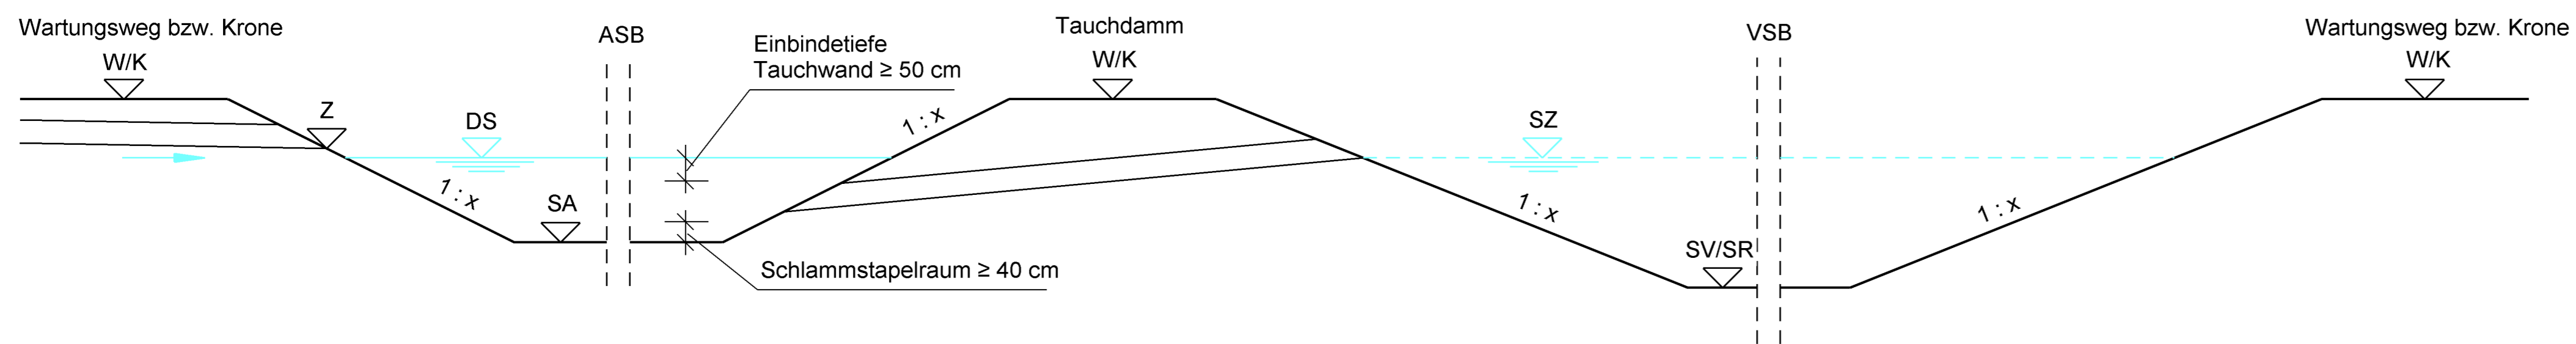 Wartungsweg bzw. Krone
W/K
Z
DS
ASB
SA
1 : x
Einbindetiefe
Tauchwand ≥ 50 cm
Schlammstapelraum ≥ 40 cm
1 : x
Tauchdamm
W/K
SZ
1 : x
SV/SR
VSB
1 : x
Wartungsweg bzw. Krone
W/K